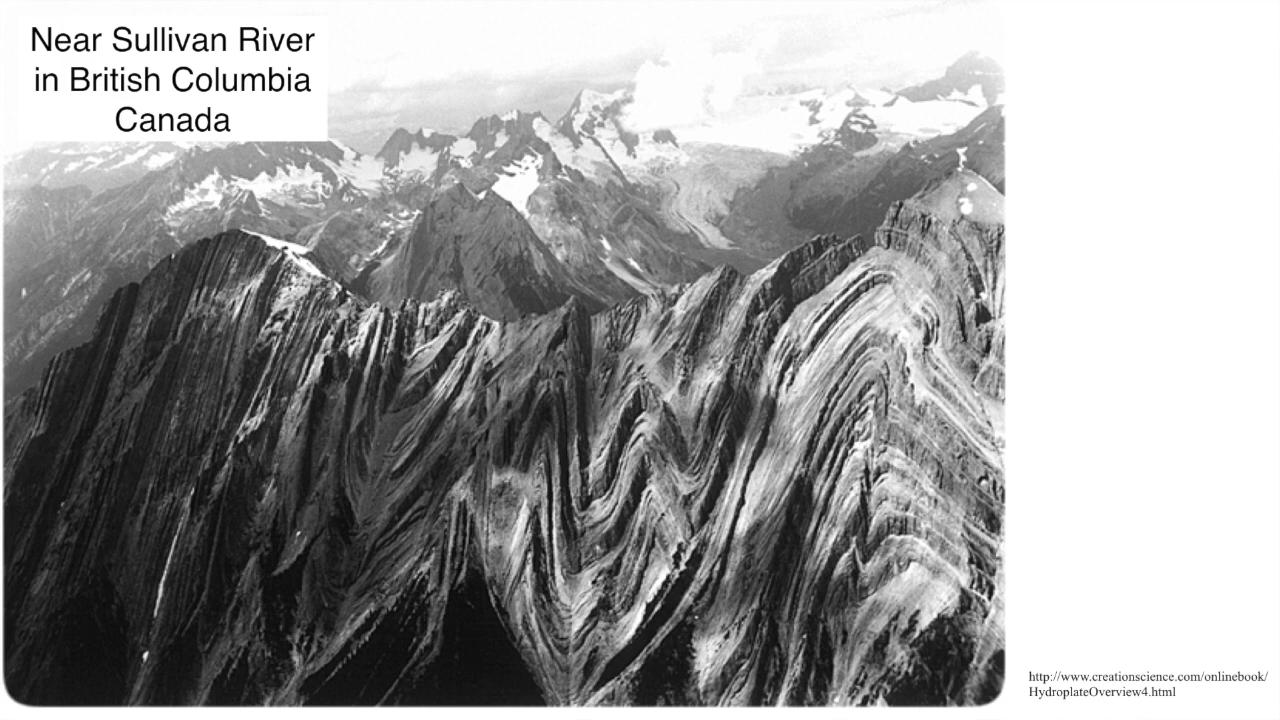 Near Sullivan River
in British Columbia
Canada
http://www.creationscience.com/onlinebook/
HydroplateOverview4.html